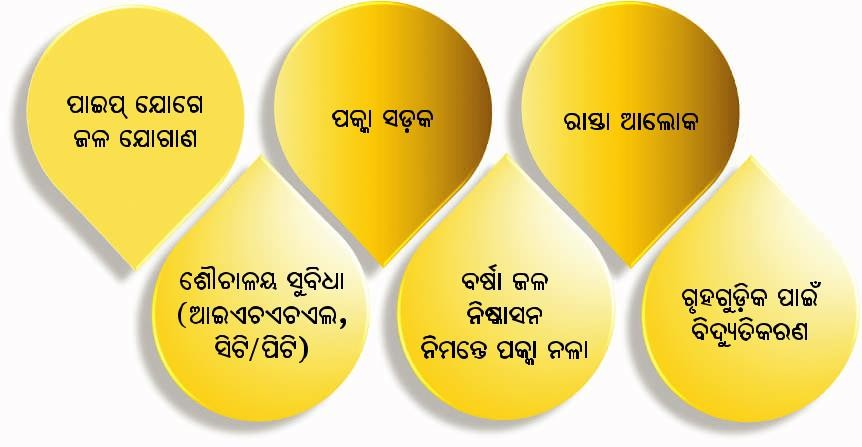 ପାଇପ୍ ଯୋଗେ
ଜଳ ଯୋଗାଣ
ପକ୍କା ସଡ଼କ
ରାସ୍ତା ଆଲୋକ
ଶୌଚାଳୟ ସୁବିଧା
(ଆଇଏଚଏଚଏଲ,
ସିଟି/ପିଟି)
ବର୍ଷା ଜଳ
ନିଷ୍କାସନ
ନିମନ୍ତେ ପକ୍କା ନଳା
ଗୃହଗୁଡ଼ିକ ପାଇଁ
ବିଦ୍ୟୁତିକରଣ